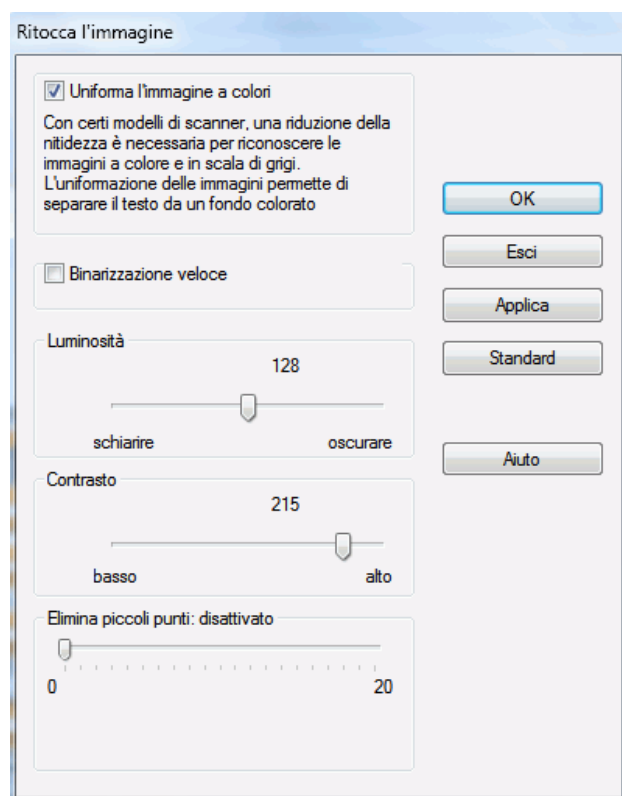 Ritocca l'immagine
Uniforma l'immagine a colori
Con certi modelli di scanner, una riduzione della
nitidezza è necessaria per riconoscere le
immagini a colore e in scala di grigi.
L'uniformazione delle immagini permette di
separare il testo da un fondo colorato
OK
Esci
Binarizzazione veloce
Applica
Luminosità
128
Standard
schiarire oscurare
Aiuto
Contrasto
215
basso alto
Elimina piccoli punti: disattivato
0 20